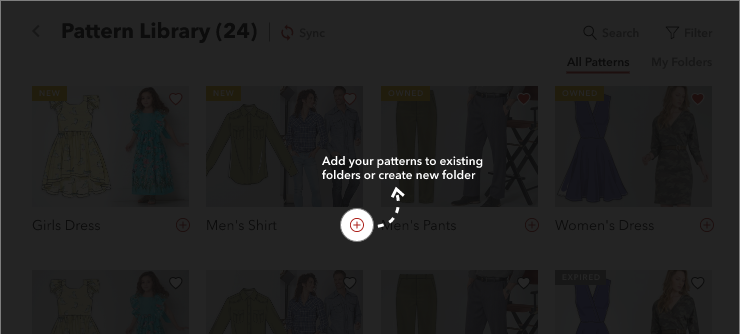 Pattern Library (24)
Sync
Search
Filter
All Patterns
My Folders
NEW
NEW
OWNED
OWNED
Add your patterns to existing
folders or create new folder
Girls Dress
Men's Shirt
Men's Pants
Women's Dress
EXPIRED